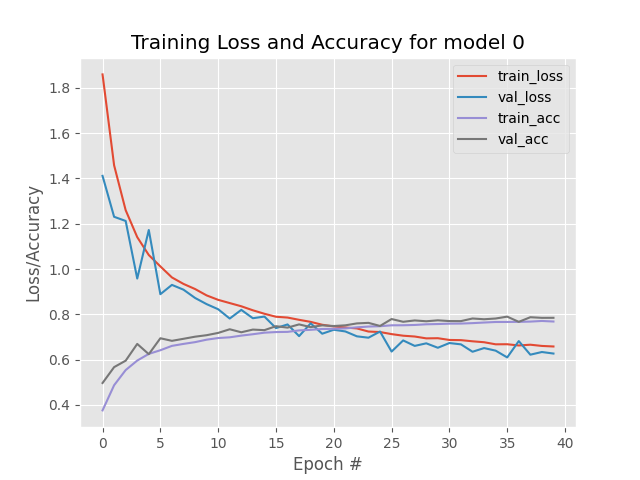 Training Loss and Accuracy for model 0
train_loss
val_loss
train_acc
val_acc
Loss/Accuracy
1.8
1.6
1.4
1.2
1.0
0.8
0.6
0.4
0 5 10 15 20 25 30 35 40
Epoch #